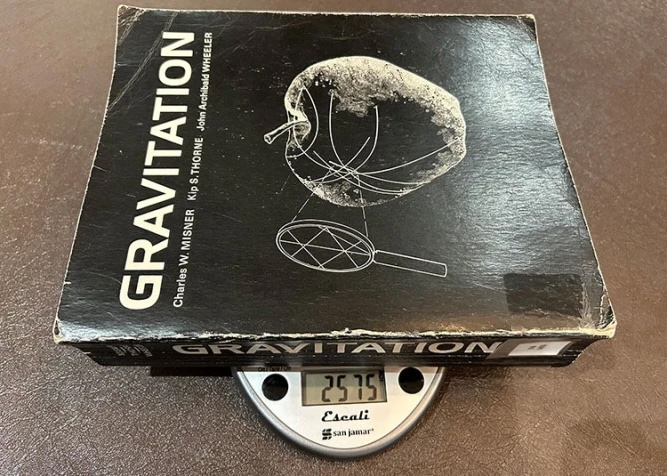 GRAVITATION
Charles W. MISNER Kip S. THORNE John Archibald WHEELER
GRAVITATION
2575
Escali
san jamar